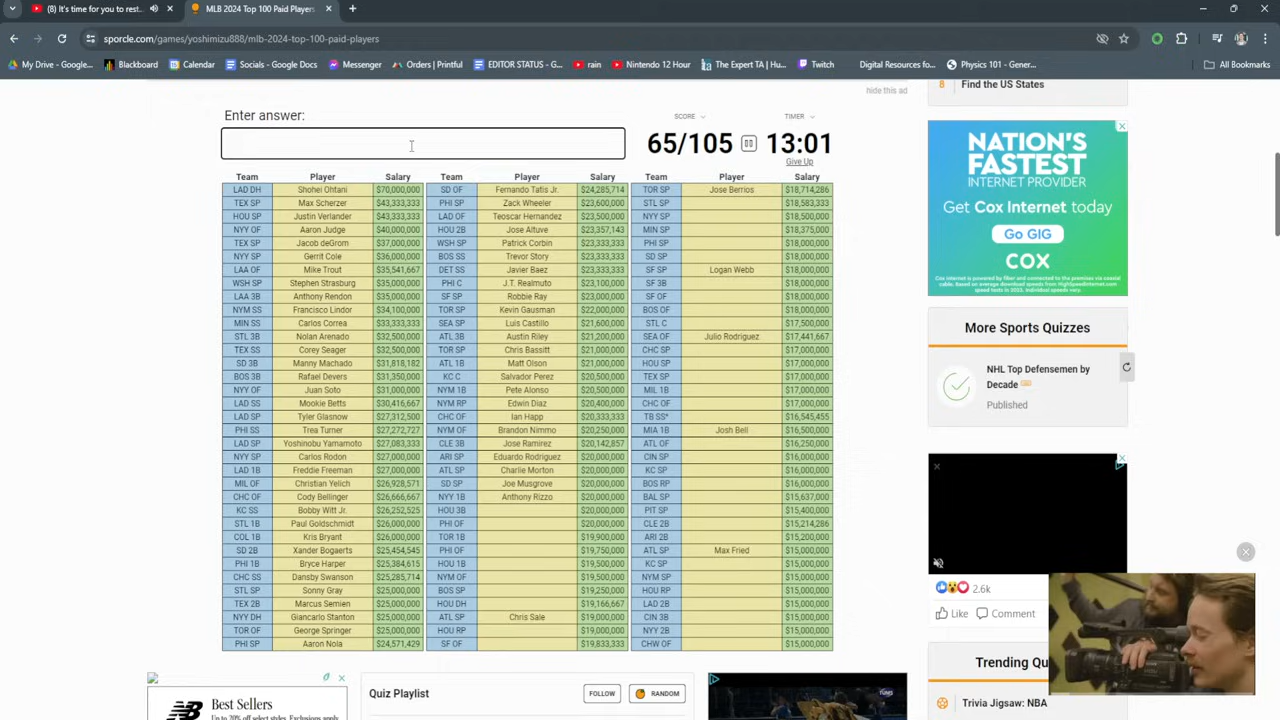 (8) It's time for you to rest
MLB 2024 Top 100 Paid Players
sporcle.com/games/yoshimizu888/mlb-2024-top-100-paid-players
My Drive - Google... Blackboard Calendar Socials - Google Docs EDITOR STATUS - G... Messenger Orders | Printful rain Nintendo 12 Hour The Expert TA | Hu... Twitch Digital Resources fo... Physics 101 - Gener... All Bookmarks
hide this ad
8 Find the US States
Enter answer:
SCORE TIMER
65/105 13:01
Give Up
Team Player Salary Team Player Salary Team Player Salary
LAD DH Shohei Ohtani $70,000,000 SD OF Fernando Tatis Jr. $24,285,714 TOR SP Jose Berrios $18,714,286
TEX SP Max Scherzer $43,333,333 PHI SP Zack Wheeler $23,600,000 STL SP $18,583,333
HOU SP Justin Verlander $43,333,333 LAD OF Teoscar Hernandez $23,500,000 NYY SP $18,500,000
NYY OF Aaron Judge $40,000,000 HOU 2B Jose Altuve $23,357,143 MIN SP $18,000,000
TEX SP Jacob deGrom $37,000,000 WSH SP Patrick Corbin $23,333,333 PHI SP $18,000,000
NYY SP Gerrit Cole $36,000,000 BOS SS Trevor Story $23,333,333 SD SP $18,000,000
LAA OF Mike Trout $35,541,667 DET SS Javier Baez $23,333,333 SF SP Logan Webb $18,000,000
WSH SP Stephen Strasburg $35,000,000 PHI C J.T. Realmuto $23,100,000 SF 3B $18,000,000
LAA 3B Anthony Rendon $35,000,000 SF SP Robbie Ray $23,000,000 SF OF $18,000,000
NYM SS Francisco Lindor $34,100,000 TOR SP Kevin Gausman $22,000,000 BOS OF $18,000,000
MIN SS Carlos Correa $33,333,333 SEA SP Luis Castillo $21,600,000 STL C $17,500,000
STL 3B Nolan Arenado $32,500,000 ATL 3B Austin Riley $21,200,000 SEA OF Julio Rodriguez $17,441,667
TEX SS Corey Seager $32,500,000 TOR SP Chris Bassitt $21,000,000 CHC SP $17,000,000
SD 3B Manny Machado $31,818,182 ATL 1B Matt Olson $21,000,000 HOU SP $17,000,000
BOS 3B Rafael Devers $31,350,000 KC C Salvador Perez $20,500,000 TEX SP $17,000,000
NYY OF Juan Soto $31,000,000 NYM 1B Pete Alonso $20,500,000 MIL 1B $17,000,000
LAD SS Mookie Betts $30,416,667 NYM RP Edwin Diaz $20,400,000 CHC OF $17,000,000
LAD SP Tyler Glasnow $27,312,500 CHC OF Ian Happ $20,333,333 TB SS* $16,545,455
PHI SS Trea Turner $27,272,727 NYM OF Brandon Nimmo $20,250,000 MIA 1B Josh Bell $16,500,000
LAD SP Yoshinobu Yamamoto $27,083,333 CLE 3B Jose Ramirez $20,142,857 ATL OF $16,250,000
NYY SP Carlos Rodon $27,000,000 ARI SP Eduardo Rodriguez $20,000,000 CIN SP $16,000,000
LAD 1B Freddie Freeman $27,000,000 ATL SP Charlie Morton $20,000,000 KC SP $16,000,000
MIL OF Christian Yelich $26,928,571 SD SP Joe Musgrove $20,000,000 BOS RP $16,000,000
CHC OF Cody Bellinger $26,666,667 NYY 1B Anthony Rizzo $20,000,000 BAL SP $15,637,000
KC SS Bobby Witt Jr. $26,252,525 HOU 3B $20,000,000 PIT SP $15,400,000
STL 1B Paul Goldschmidt $26,000,000 PHI OF $20,000,000 CLE 2B $15,214,286
COL 1B Kris Bryant $26,000,000 TOR 1B $19,900,000 ARI 2B $15,200,000
SD 2B Xander Bogaerts $25,454,545 PHI OF $19,750,000 ATL SP Max Fried $15,000,000
PHI 1B Bryce Harper $25,384,615 HOU 1B $19,500,000 KC SP $15,000,000
CHC SS Dansby Swanson $25,285,714 NYM OF $19,500,000 NYM SP $15,000,000
STL SP Sonny Gray $25,000,000 BOS SP $19,250,000 HOU RP $15,000,000
TEX 2B Marcus Semien $25,000,000 HOU DH $19,166,667 LAD 2B $15,000,000
NYY DH Giancarlo Stanton $25,000,000 ATL SP Chris Sale $19,000,000 CIN 3B $15,000,000
TOR OF George Springer $25,000,000 HOU RP $19,000,000 NYY 2B $15,000,000
PHI SP Aaron Nola $24,571,429 SF OF $19,833,333 CHW OF $15,000,000
NATION'S
FASTEST
INTERNET PROVIDER
Get Cox Internet today
Go GIG
COX
More Sports Quizzes
NHL Top Defensemen by
Decade
Published
2.6k
Like Comment
Trending Qu
Trivia Jigsaw: NBA
Best Sellers
Quiz Playlist FOLLOW RANDOM